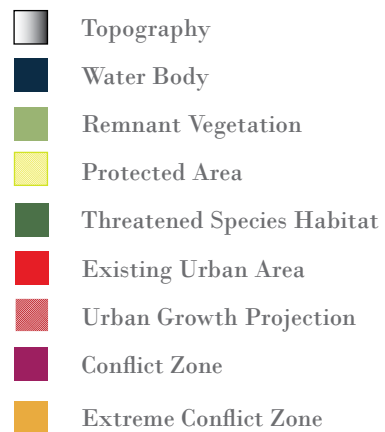 Topography
Water Body
Remnant Vegetation
Protected Area
Threatened Species Habitat
Existing Urban Area
Urban Growth Projection
Conflict Zone
Extreme Conflict Zone